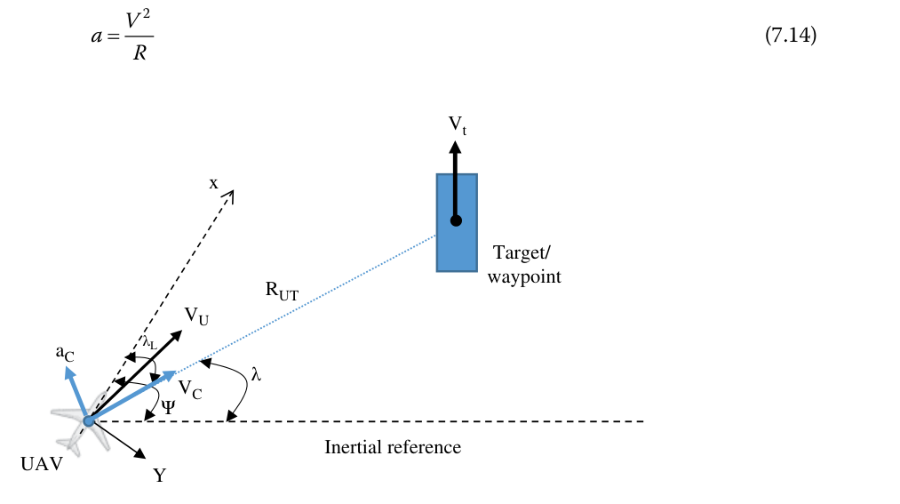 a = V² / R (7.14)
Vt
x
Target/
waypoint
RUT
VU
λL
aC
λ
VC
Ψ
Inertial reference
UAV
Y